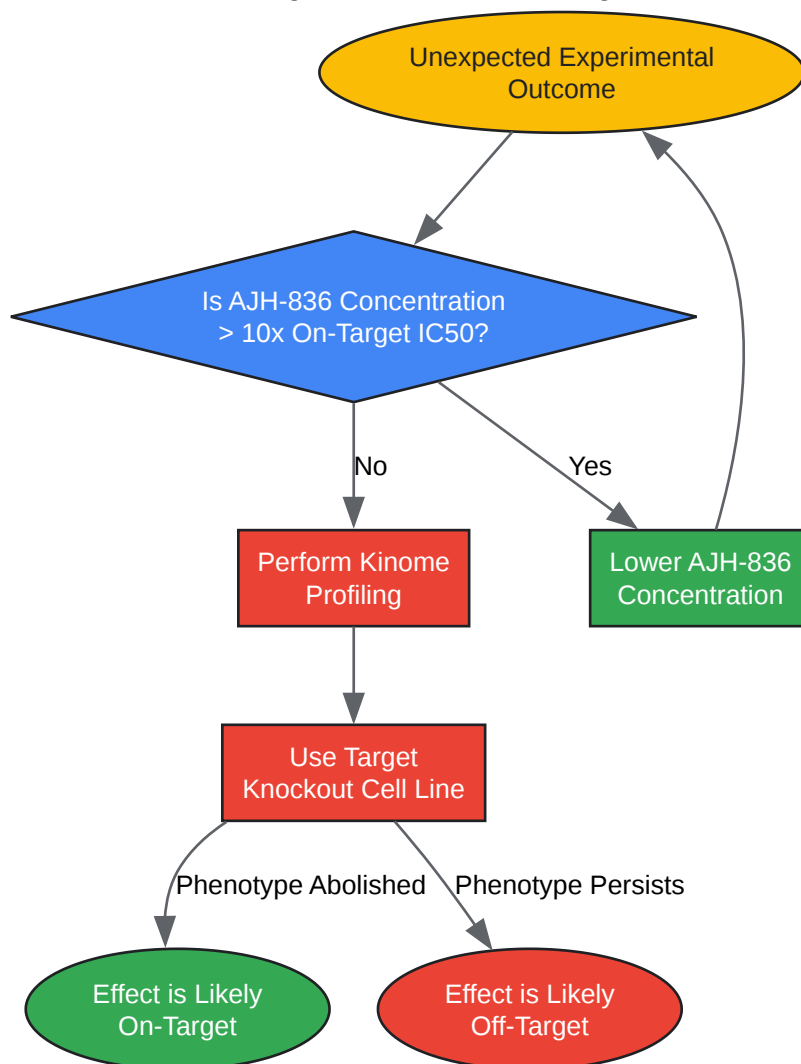 Unexpected Experimental
Outcome
Is AJH-836 Concentration
> 10x On-Target IC50?
No
Yes
Perform Kinome
Profiling
Lower AJH-836
Concentration
Use Target
Knockout Cell Line
Phenotype Abolished
Phenotype Persists
Effect is Likely
On-Target
Effect is Likely
Off-Target